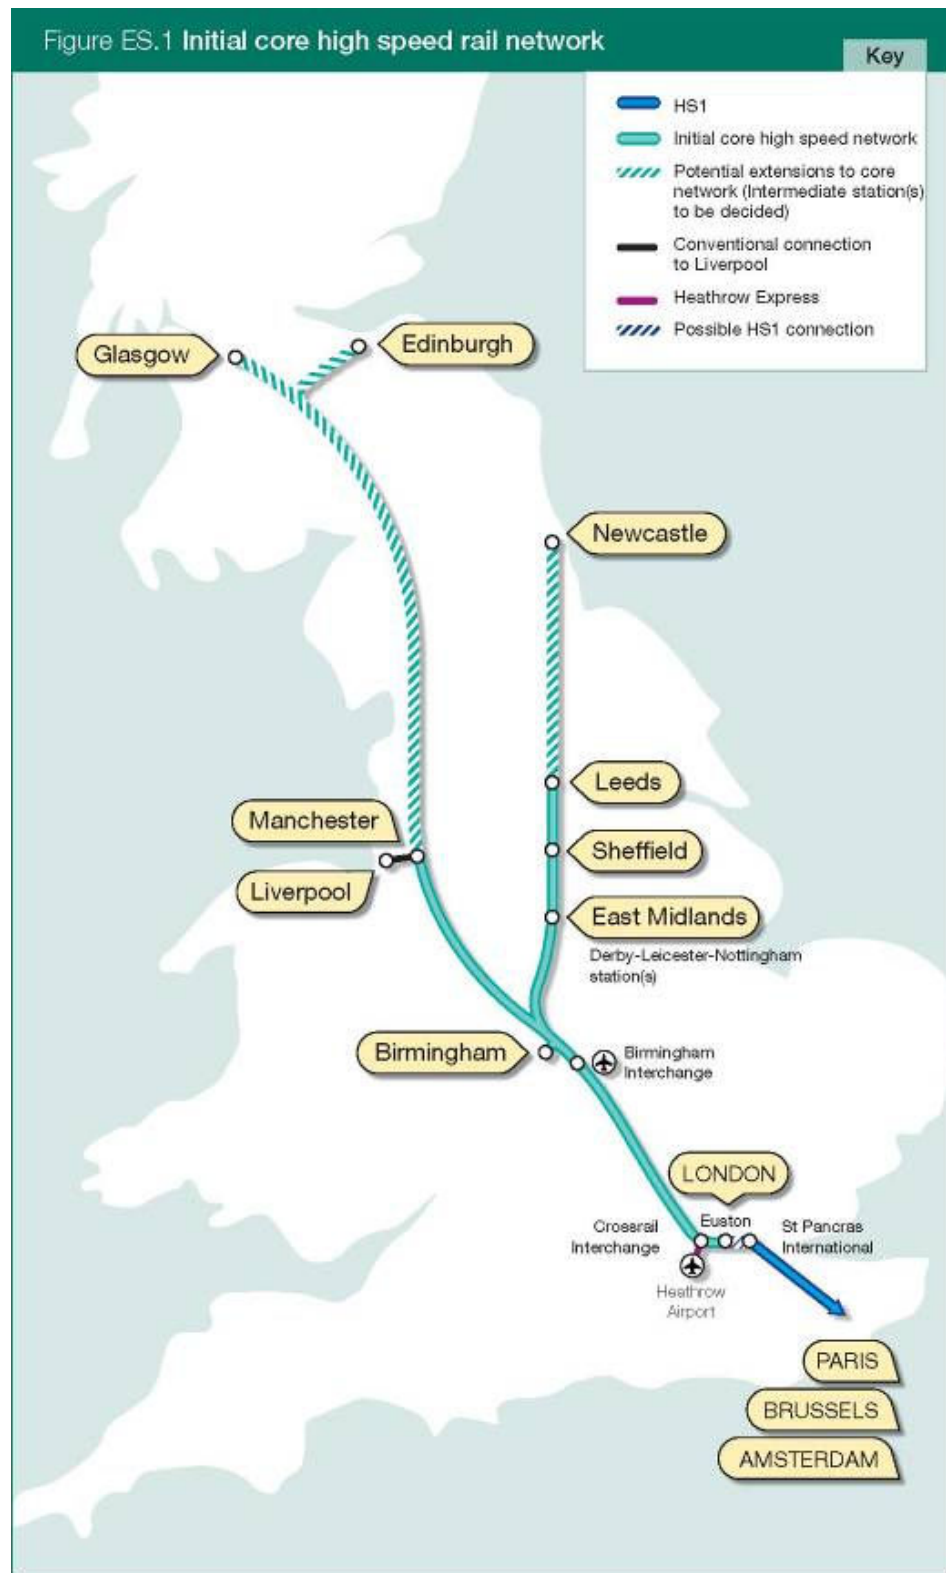 Figure ES.1 Initial core high speed rail network
Key
HS1
Initial core high speed network
Potential extensions to core
network (Intermediate station(s)
to be decided)
Conventional connection
to Liverpool
Heathrow Express
Possible HS1 connection
Glasgow
Edinburgh
Newcastle
Leeds
Manchester
Sheffield
Liverpool
East Midlands
Derby-Leicester-Nottingham
station(s)
Birmingham
Birmingham
Interchange
LONDON
Euston
Crossrail
Interchange
St Pancras
International
Heathrow
Airport
PARIS
BRUSSELS
AMSTERDAM